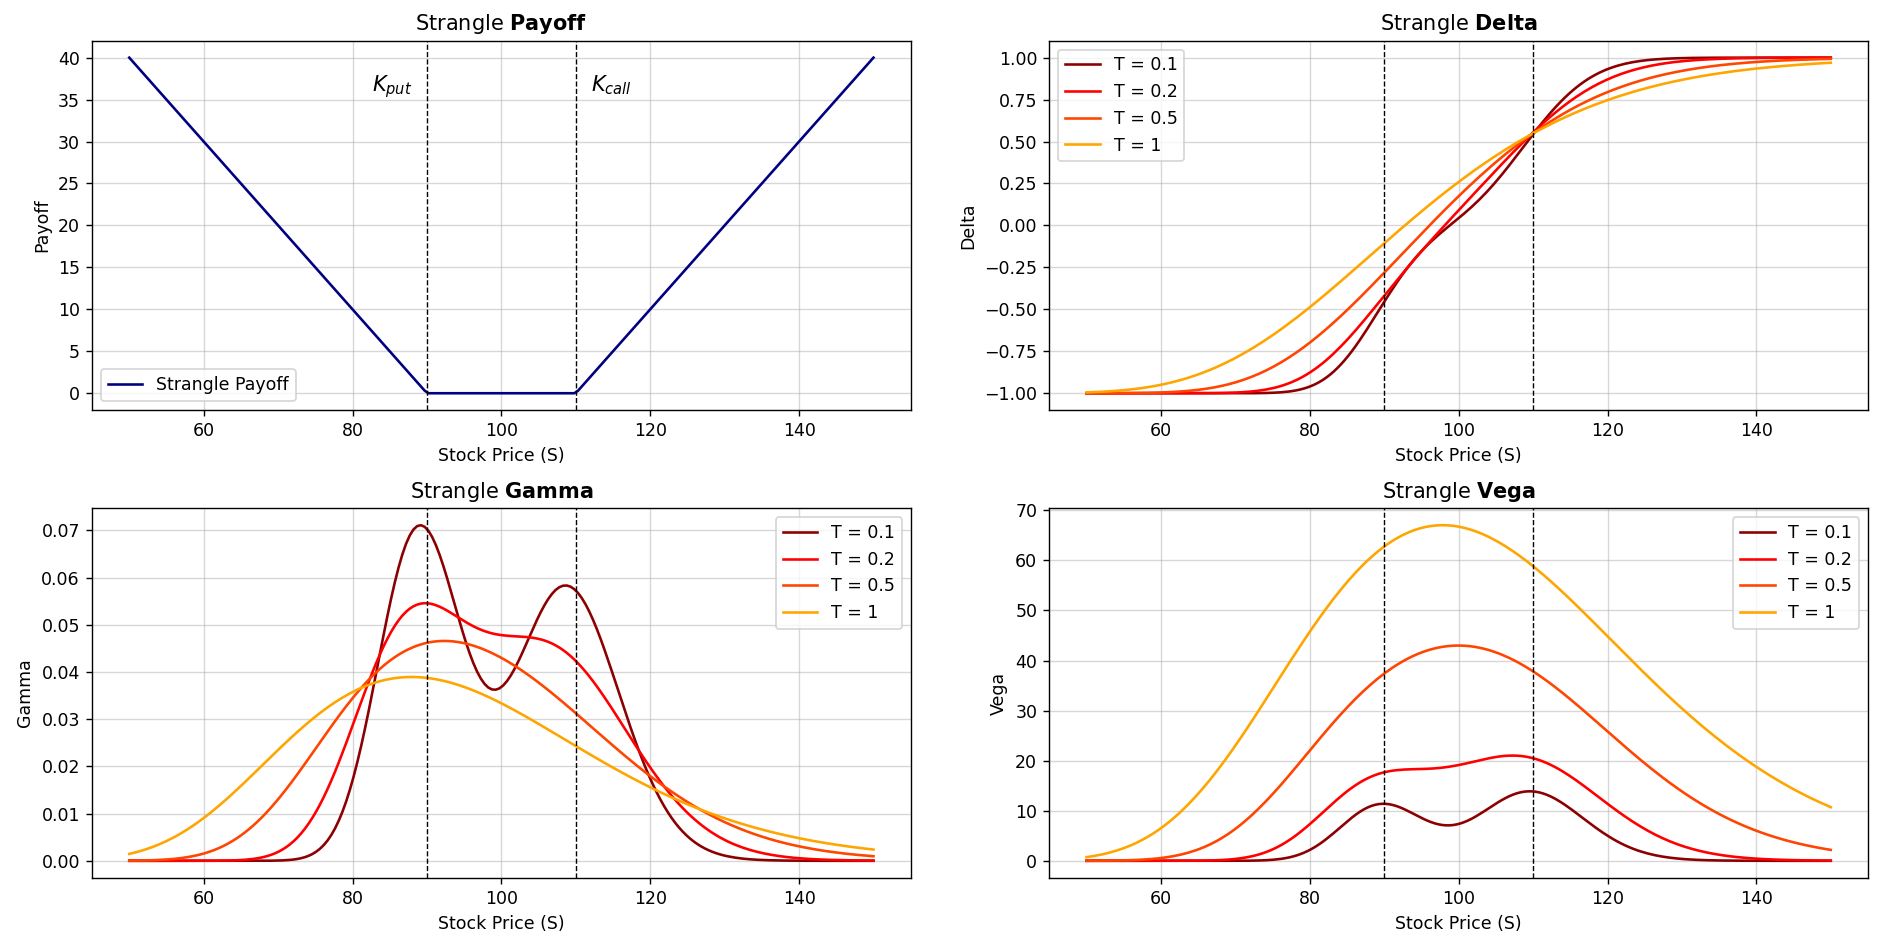 Strangle Payoff
40
35
30
25
20
15
10
5
0
Payoff
K_put
K_call
Strangle Payoff
60 80 100 120 140
Stock Price (S)
Strangle Delta
1.00
0.75
0.50
0.25
0.00
−0.25
−0.50
−0.75
−1.00
Delta
T = 0.1
T = 0.2
T = 0.5
T = 1
60 80 100 120 140
Stock Price (S)
Strangle Gamma
0.07
0.06
0.05
0.04
0.03
0.02
0.01
0.00
Gamma
T = 0.1
T = 0.2
T = 0.5
T = 1
60 80 100 120 140
Stock Price (S)
Strangle Vega
70
60
50
40
30
20
10
0
Vega
T = 0.1
T = 0.2
T = 0.5
T = 1
60 80 100 120 140
Stock Price (S)